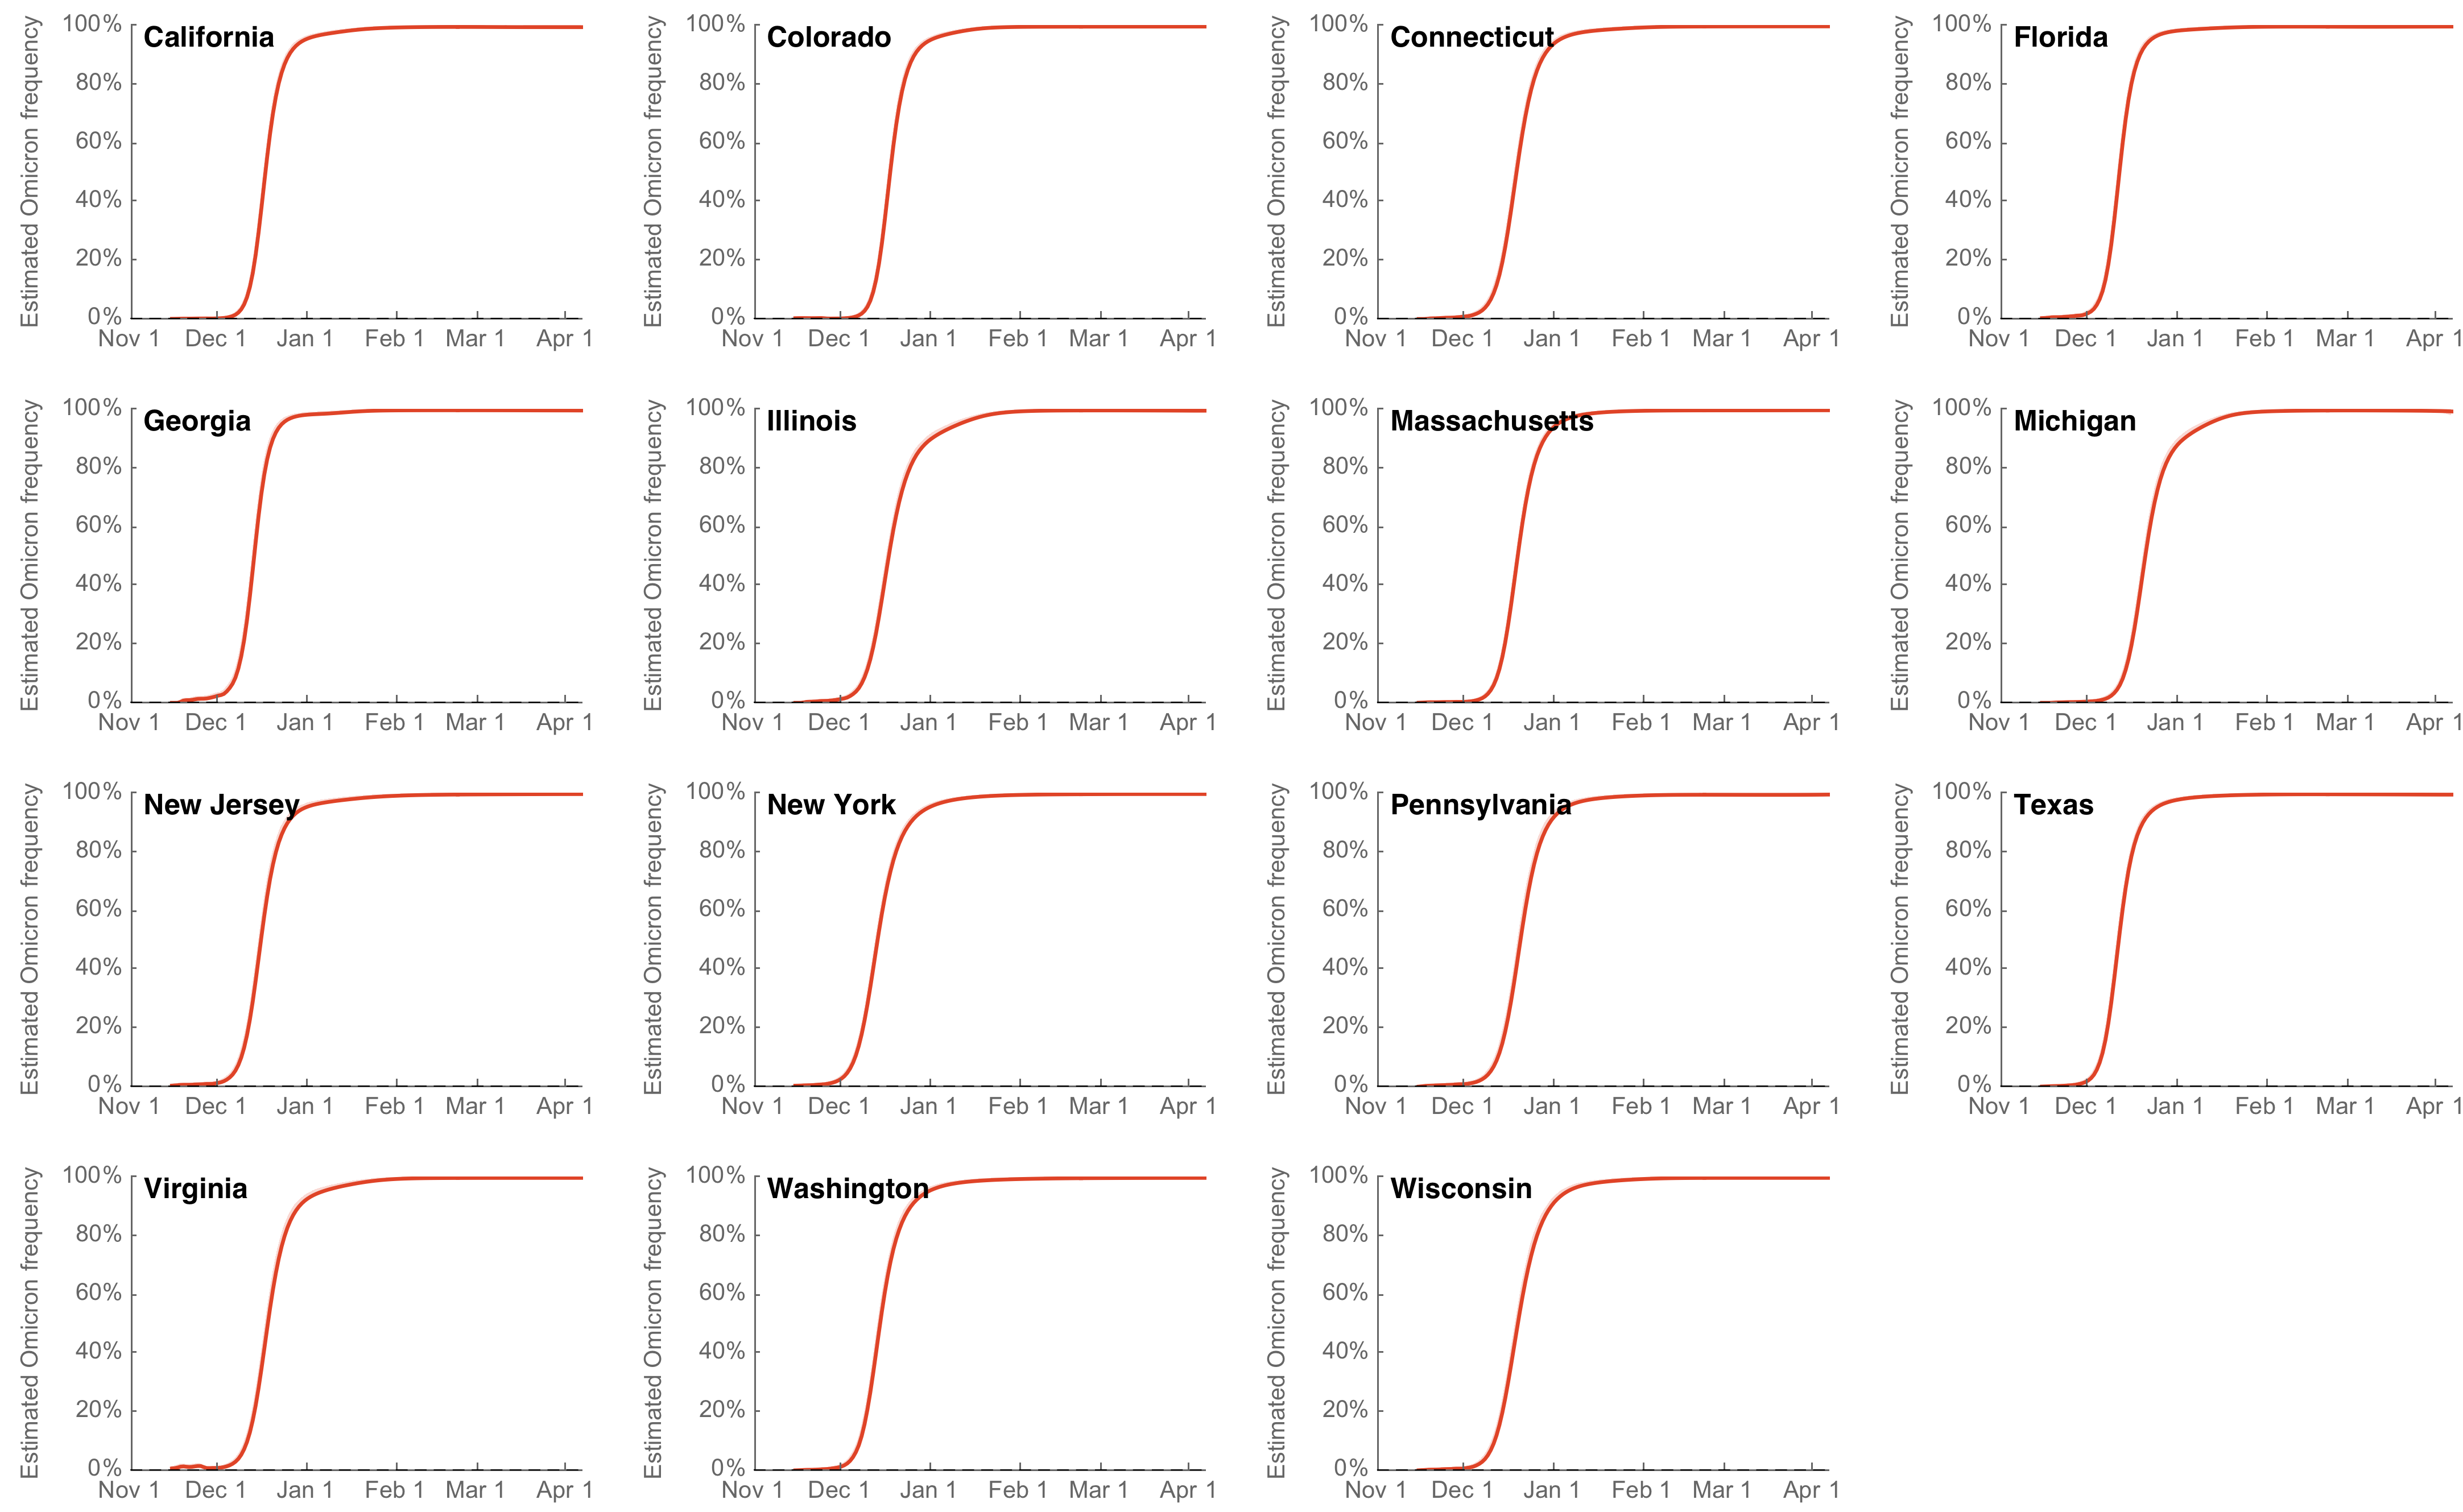 California
Estimated Omicron frequency
100%
80%
60%
40%
20%
0%
Nov 1 Dec 1 Jan 1 Feb 1 Mar 1 Apr 1
Colorado
Estimated Omicron frequency
100%
80%
60%
40%
20%
0%
Nov 1 Dec 1 Jan 1 Feb 1 Mar 1 Apr 1
Connecticut
Estimated Omicron frequency
100%
80%
60%
40%
20%
0%
Nov 1 Dec 1 Jan 1 Feb 1 Mar 1 Apr 1
Florida
Estimated Omicron frequency
100%
80%
60%
40%
20%
0%
Nov 1 Dec 1 Jan 1 Feb 1 Mar 1 Apr 1
Georgia
Estimated Omicron frequency
100%
80%
60%
40%
20%
0%
Nov 1 Dec 1 Jan 1 Feb 1 Mar 1 Apr 1
Illinois
Estimated Omicron frequency
100%
80%
60%
40%
20%
0%
Nov 1 Dec 1 Jan 1 Feb 1 Mar 1 Apr 1
Massachusetts
Estimated Omicron frequency
100%
80%
60%
40%
20%
0%
Nov 1 Dec 1 Jan 1 Feb 1 Mar 1 Apr 1
Michigan
Estimated Omicron frequency
100%
80%
60%
40%
20%
0%
Nov 1 Dec 1 Jan 1 Feb 1 Mar 1 Apr 1
New Jersey
Estimated Omicron frequency
100%
80%
60%
40%
20%
0%
Nov 1 Dec 1 Jan 1 Feb 1 Mar 1 Apr 1
New York
Estimated Omicron frequency
100%
80%
60%
40%
20%
0%
Nov 1 Dec 1 Jan 1 Feb 1 Mar 1 Apr 1
Pennsylvania
Estimated Omicron frequency
100%
80%
60%
40%
20%
0%
Nov 1 Dec 1 Jan 1 Feb 1 Mar 1 Apr 1
Texas
Estimated Omicron frequency
100%
80%
60%
40%
20%
0%
Nov 1 Dec 1 Jan 1 Feb 1 Mar 1 Apr 1
Virginia
Estimated Omicron frequency
100%
80%
60%
40%
20%
0%
Nov 1 Dec 1 Jan 1 Feb 1 Mar 1 Apr 1
Washington
Estimated Omicron frequency
100%
80%
60%
40%
20%
0%
Nov 1 Dec 1 Jan 1 Feb 1 Mar 1 Apr 1
Wisconsin
Estimated Omicron frequency
100%
80%
60%
40%
20%
0%
Nov 1 Dec 1 Jan 1 Feb 1 Mar 1 Apr 1